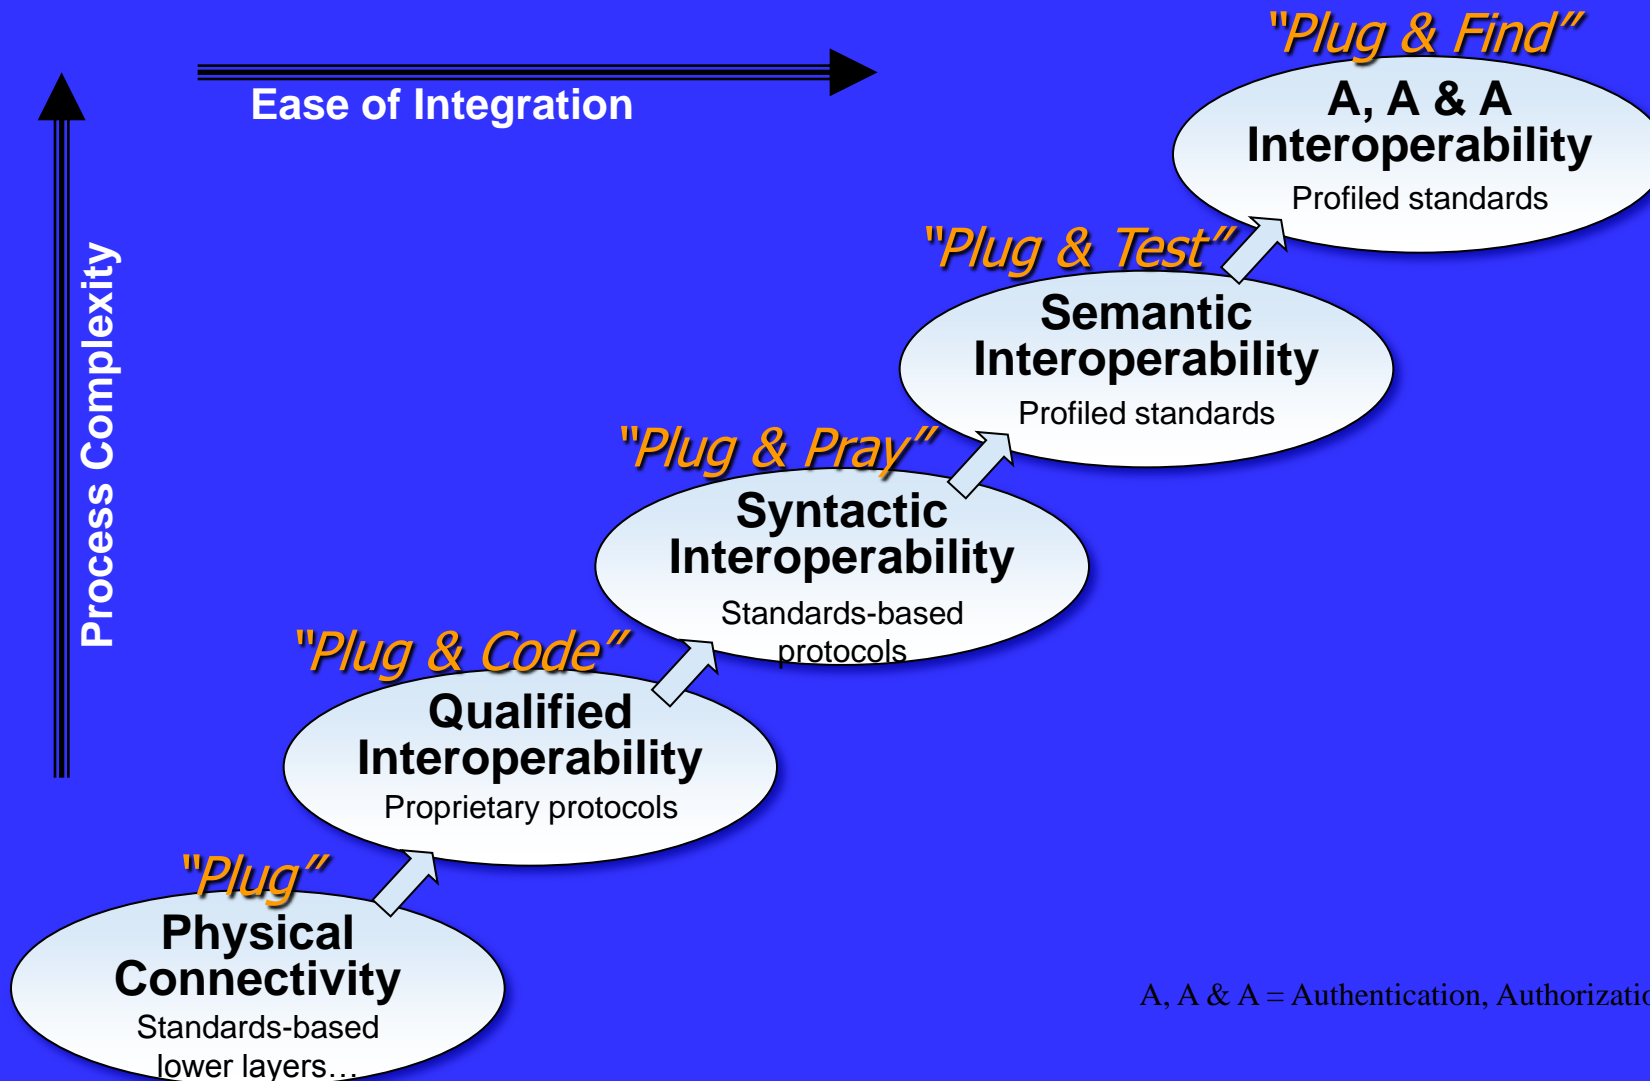 "Plug & Find"
A, A & A
Interoperability
Profiled standards
Ease of Integration
Process Complexity
"Plug & Test"
Semantic
Interoperability
Profiled standards
"Plug & Pray"
Syntactic
Interoperability
Standards-based
protocols
"Plug & Code"
Qualified
Interoperability
Proprietary protocols
"Plug"
Physical
Connectivity
Standards-based
lower layers…
A, A & A = Authentication,